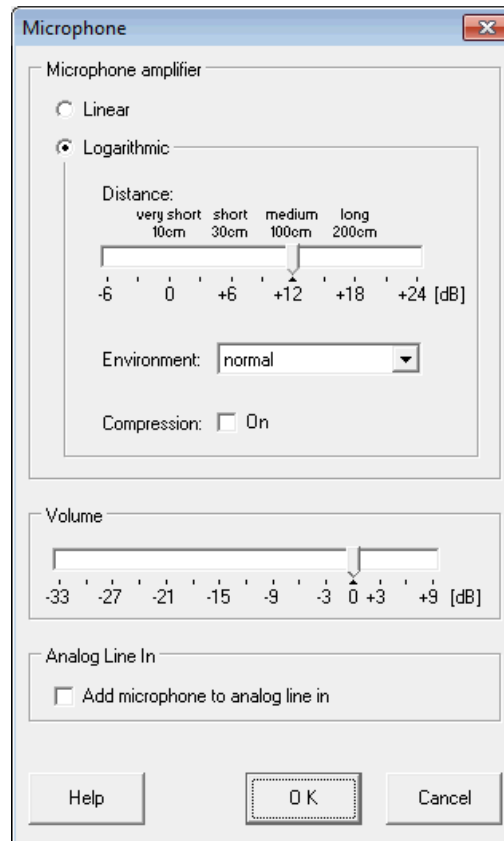 Microphone
Microphone amplifier
Linear
Logarithmic
Distance:
very short short medium long
10cm 30cm 100cm 200cm
-6 0 +6 +12 +18 +24 [dB]
Environment: normal
Compression: On
Volume
-33 -27 -21 -15 -9 -3 0 +3 +9 [dB]
Analog Line In
Add microphone to analog line in
Help OK Cancel